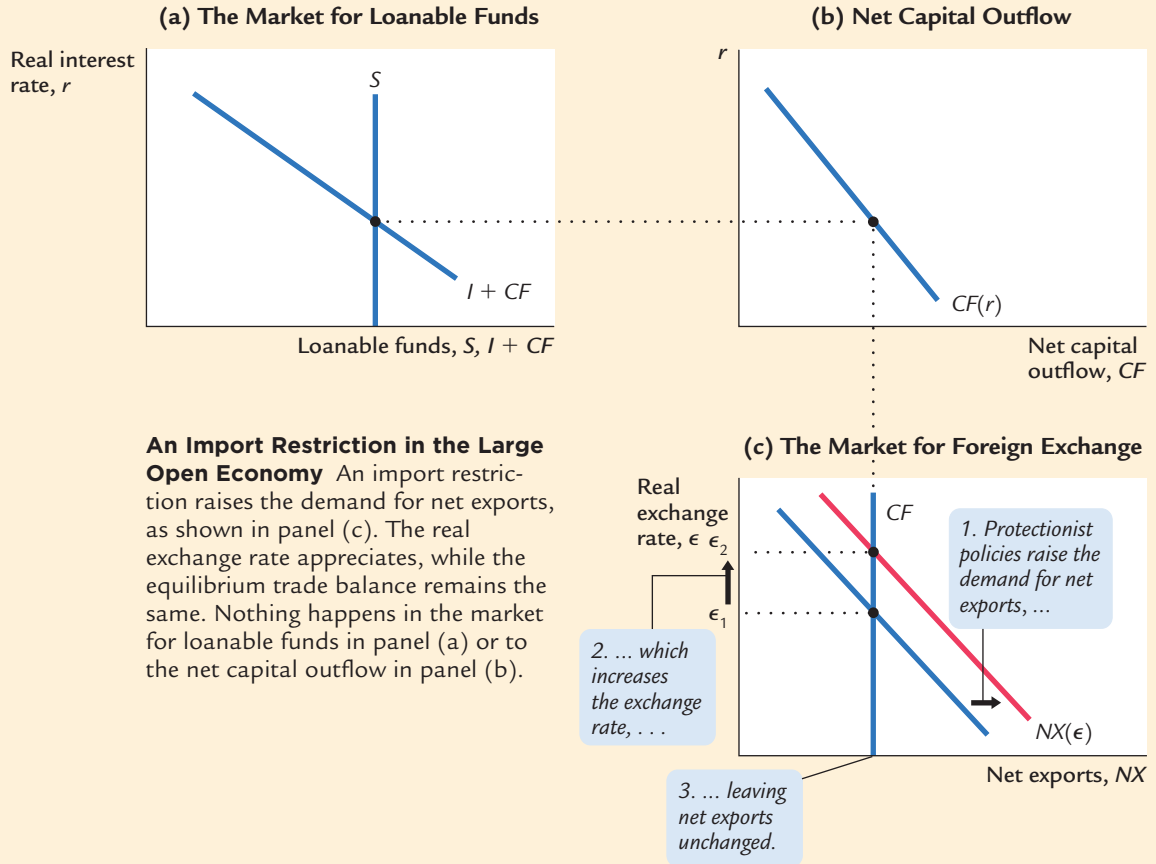 (a) The Market for Loanable Funds
Real interest
rate, r
S
I + CF
Loanable funds, S, I + CF
(b) Net Capital Outflow
r
CF(r)
Net capital
outflow, CF
An Import Restriction in the Large
Open Economy An import restric-
tion raises the demand for net exports,
as shown in panel (c). The real
exchange rate appreciates, while the
equilibrium trade balance remains the
same. Nothing happens in the market
for loanable funds in panel (a) or to
the net capital outflow in panel (b).
(c) The Market for Foreign Exchange
Real
exchange
rate, ϵ ϵ₂
ϵ₁
CF
1. Protectionist
policies raise the
demand for net
exports, ...
2. ... which
increases
the exchange
rate, . . .
NX(ϵ)
Net exports, NX
3. ... leaving
net exports
unchanged.